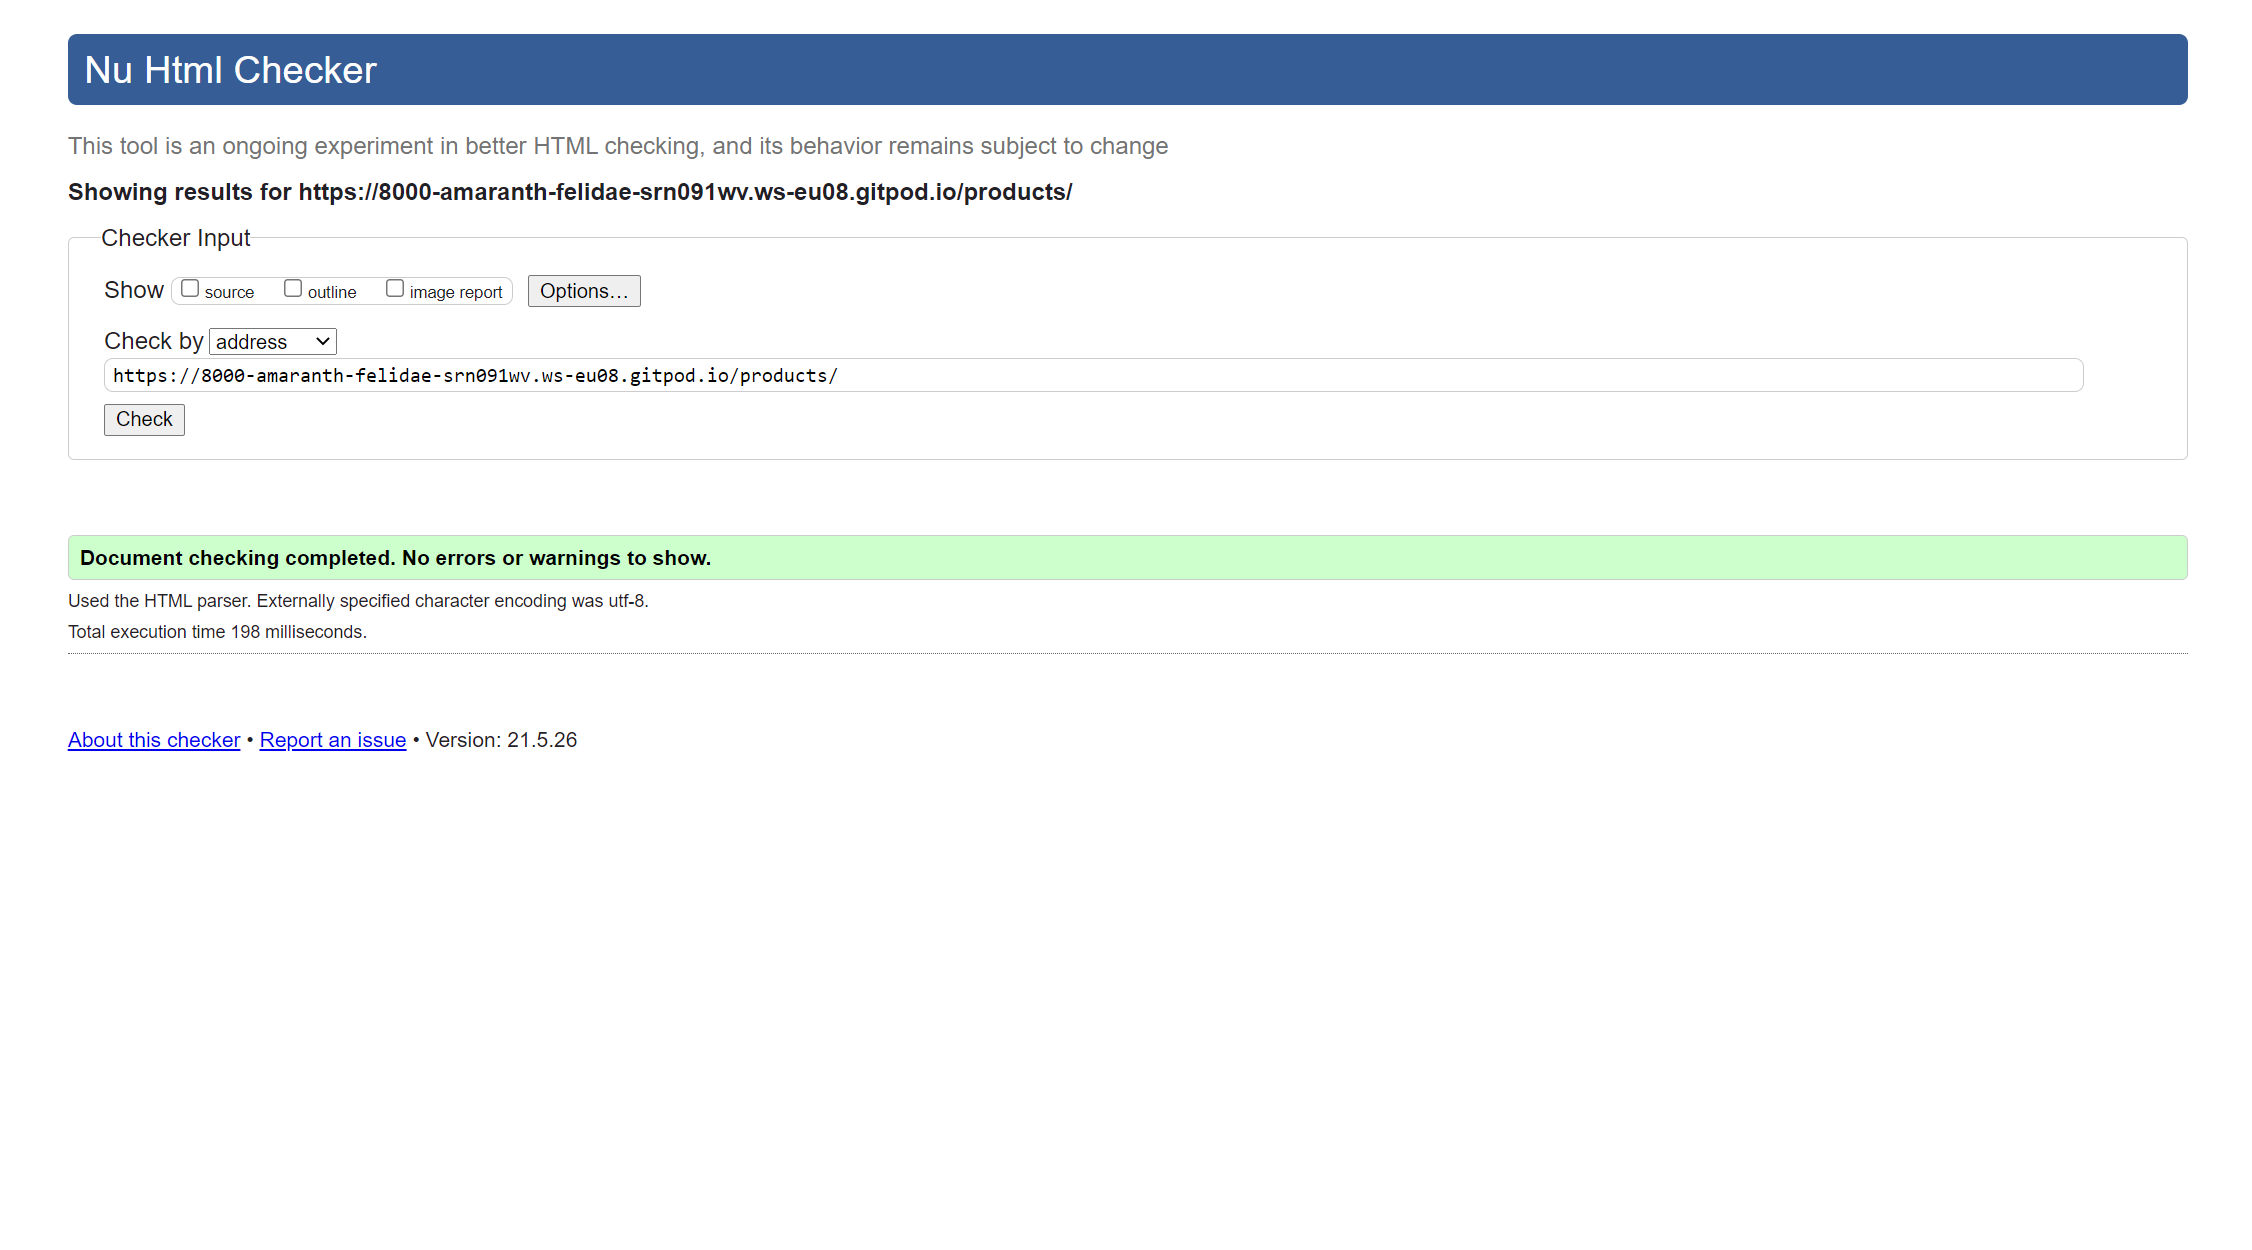 Nu Html Checker
This tool is an ongoing experiment in better HTML checking, and its behavior remains subject to change
Showing results for https://8000-amaranth-felidae-srn091wv.ws-eu08.gitpod.io/products/
Checker Input
Show source outline image report Options…
Check by address
https://8000-amaranth-felidae-srn091wv.ws-eu08.gitpod.io/products/
Check
Document checking completed. No errors or warnings to show.
Used the HTML parser. Externally specified character encoding was utf-8.
Total execution time 198 milliseconds.
About this checker • Report an issue • Version: 21.5.26